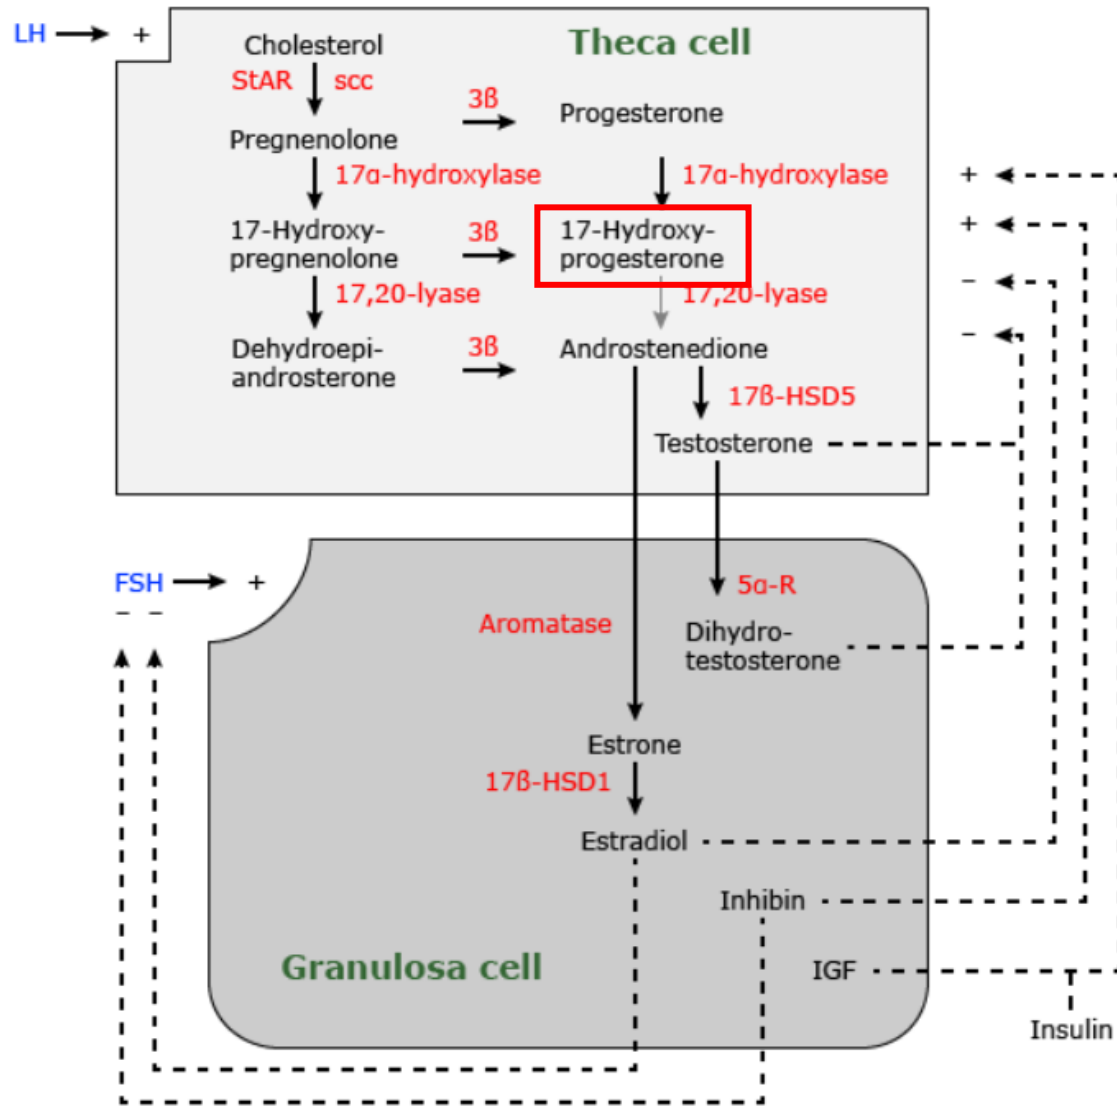 LH
+
Cholesterol
Theca cell
StAR
scc
3ß
Pregnenolone
Progesterone
17α-hydroxylase
17α-hydroxylase
+
17-Hydroxy-
pregnenolone
3ß
17-Hydroxy-
progesterone
+
17,20-lyase
17,20-lyase
–
Dehydroepi-
androsterone
3ß
Androstenedione
–
17ß-HSD5
Testosterone
FSH
+
– –
5α-R
Aromatase
Dihydro-
testosterone
Estrone
17ß-HSD1
Estradiol
Inhibin
Granulosa cell
IGF
Insulin